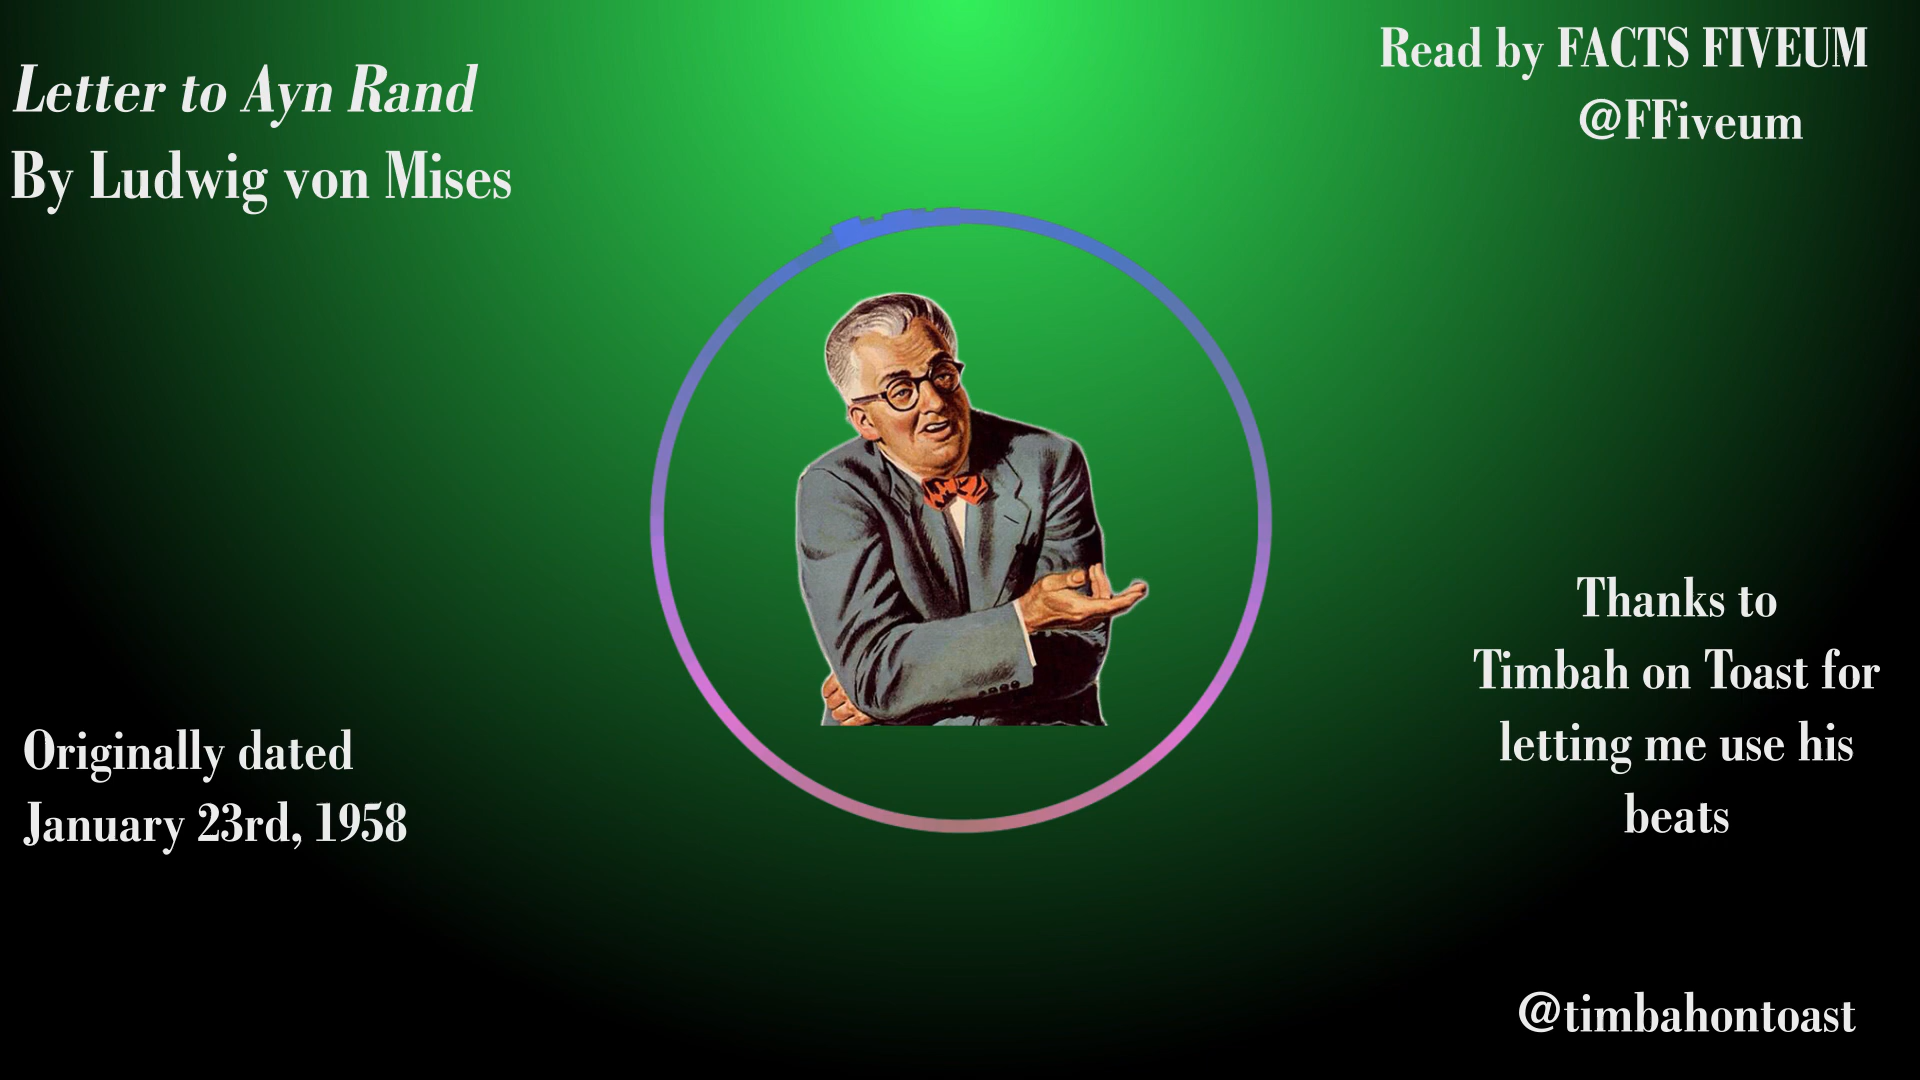 Letter to Ayn Rand
By Ludwig von Mises
Read by FACTS FIVEUM
@FFiveum
Originally dated
January 23rd, 1958
Thanks to
Timbah on Toast for
letting me use his
beats
@timbahontoast